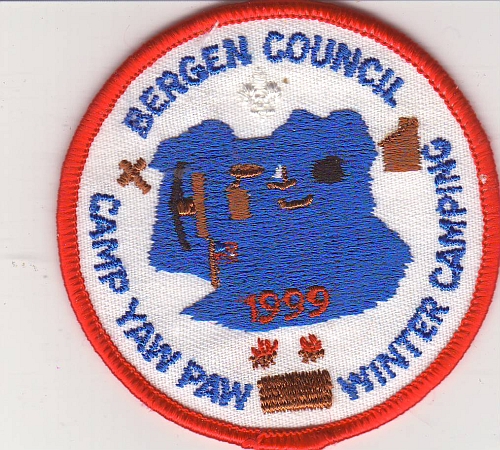 BERGEN COUNCIL
1999
CAMP YAW PAW WINTER CAMPING